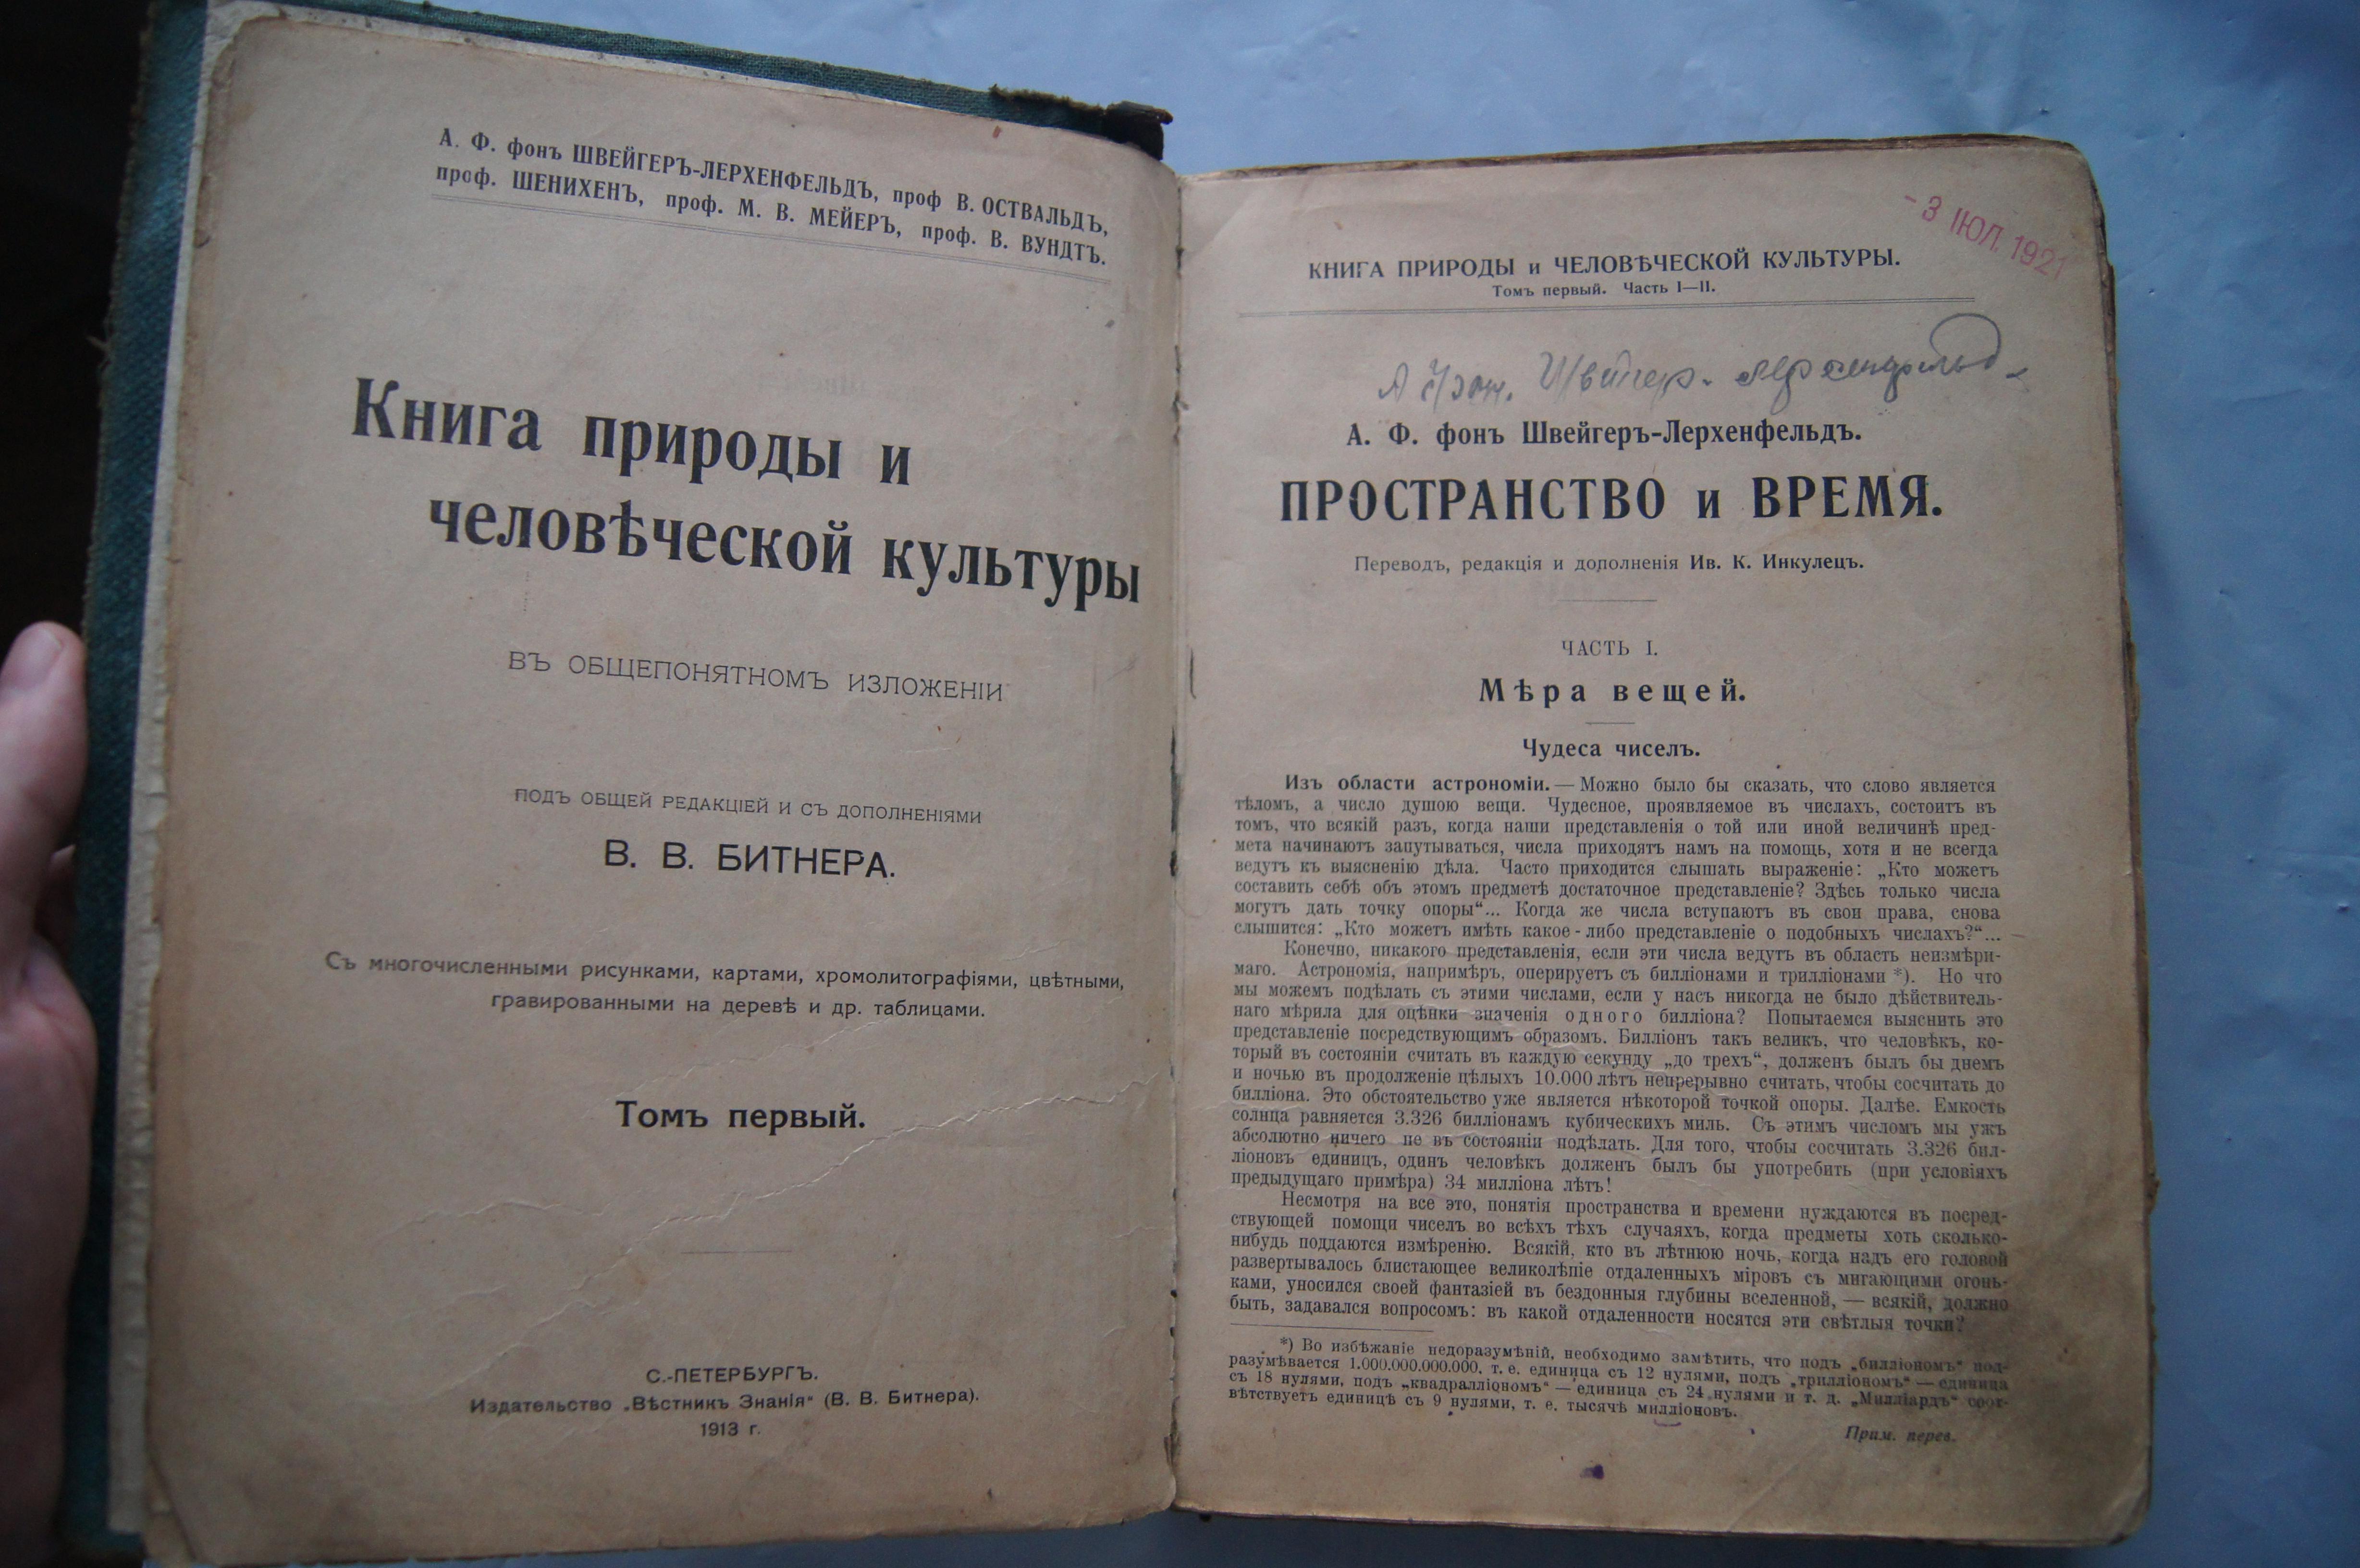 А. Ф. фонъ ШВЕЙГЕРЪ-ЛЕРХЕНФЕЛЬДЪ, проф В. ОСТВАЛЬДЪ,
проф. ШЕНИХЕНЪ, проф. М. В. МЕЙЕРЪ, проф. В. ВУНДТЪ.
Книга природы и
человѣческой культуры
ВЪ ОБЩЕПОНЯТНОМЪ ИЗЛОЖЕНІИ
ПОДЪ ОБЩЕЙ РЕДАКЦІЕЙ И СЪ ДОПОЛНЕНІЯМИ
В. В. БИТНЕРА.
Съ многочисленными рисунками, картами, хромолитографіями, цвѣтными,
гравированными на деревѣ и др. таблицами.
Томъ первый.
С.-ПЕТЕРБУРГЪ.
Издательство „Вѣстникъ Знанія“ (В. В. Битнера).
1913 г.
- 3 ІЮЛ. 1921
КНИГА ПРИРОДЫ и ЧЕЛОВѢЧЕСКОЙ КУЛЬТУРЫ.
Томъ первый. Часть I—II.
А. Ф. фонъ Швейгеръ-Лерхенфельдъ.
ПРОСТРАНСТВО и ВРЕМЯ.
Переводъ, редакція и дополненія Ив. К. Инкулецъ.
ЧАСТЬ I.
Мѣра вещей.
Чудеса чиселъ.
Изъ области астрономіи. — Можно было бы сказать, что слово является
тѣломъ, а число душою вещи. Чудесное, проявляемое въ числахъ, состоитъ въ
томъ, что всякій разъ, когда наши представленія о той или иной величинѣ пред-
мета начинаютъ запутываться, числа приходятъ намъ на помощь, хотя и не всегда
ведутъ къ выясненію дѣла. Часто приходится слышать выраженіе: „Кто можетъ
составить себѣ объ этомъ предметѣ достаточное представленіе? Здѣсь только числа
могутъ дать точку опоры“... Когда же числа вступаютъ въ свои права, снова
слышится: „Кто можетъ имѣть какое-либо представленіе о подобныхъ числахъ?“...
Конечно, никакого представленія, если эти числа ведутъ въ область неизмѣри-
маго. Астрономія, напримѣръ, оперируетъ съ билліонами и трилліонами *). Но что
мы можемъ подѣлать съ этими числами, если у насъ никогда не было дѣйствитель-
наго мѣрила для оцѣнки значенія одного билліона? Попытаемся выяснить это
представленіе посредствующимъ образомъ. Билліонъ такъ великъ, что человѣкъ, ко-
торый въ состояніи считать въ каждую секунду „до трехъ“, долженъ былъ бы днемъ
и ночью въ продолженіе цѣлыхъ 10.000 лѣтъ непрерывно считать, чтобы сосчитать до
билліона. Это обстоятельство уже является нѣкоторой точкой опоры. Далѣе. Емкость
солнца равняется 3.326 билліонамъ кубическихъ миль. Съ этимъ числомъ мы ужъ
абсолютно ничего не въ состояніи подѣлать. Для того, чтобы сосчитать 3.326 бил-
ліоновъ единицъ, одинъ человѣкъ долженъ былъ бы употребить (при условіяхъ
предыдущаго примѣра) 34 милліона лѣтъ!
Несмотря на все это, понятія пространства и времени нуждаются въ посред-
ствующей помощи чиселъ во всѣхъ тѣхъ случаяхъ, когда предметы хоть сколько-
нибудь поддаются измѣренію. Всякій, кто въ лѣтнюю ночь, когда надъ его головой
развертывалось блистающее великолѣпіе отдаленныхъ міровъ съ мигающими огонь-
ками, уносился своей фантазіей въ бездонныя глубины вселенной, — всякій, должно
быть, задавался вопросомъ: въ какой отдаленности носятся эти свѣтлыя точки?
*) Во избѣжаніе недоразумѣній, необходимо замѣтить, что подъ „билліономъ“ под-
разумѣвается 1.000.000.000.000, т. е. единица съ 12 нулями, подъ „трилліономъ“ — единица
съ 18 нулями, подъ „квадралліономъ“ — единица съ 24 нулями и т. д. „Милліардъ“ соот-
вѣтствуетъ единицѣ съ 9 нулями, т. е. тысячѣ милліоновъ.
Прим. перев.